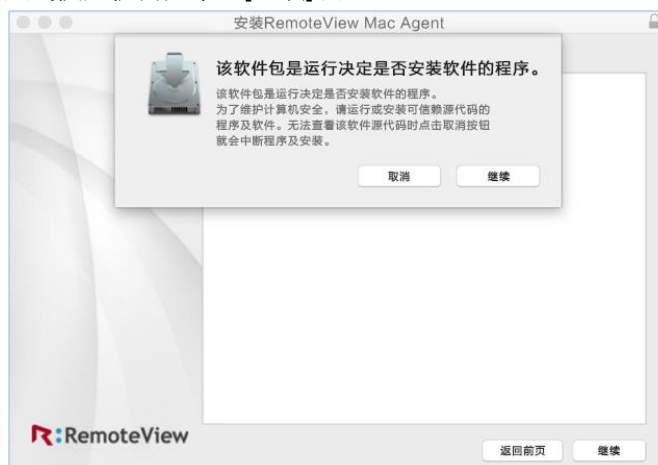 安装RemoteView Mac Agent
该软件包是运行决定是否安装软件的程序。
该软件包是运行决定是否安装软件的程序。
为了维护计算机安全，请运行或安装可信赖源代码的
程序及软件。无法查看该软件源代码时点击取消按钮
就会中断程序及安装。
取消 继续
R:RemoteView
返回前页 继续